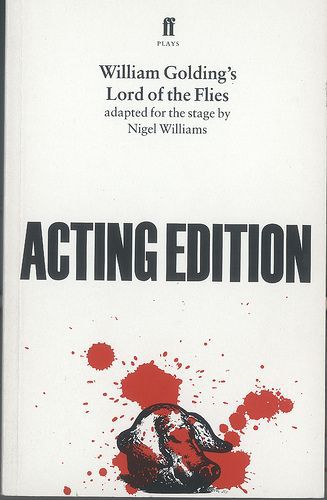 ff
PLAYS
William Golding's
Lord of the Flies
adapted for the stage by
Nigel Williams
ACTING EDITION